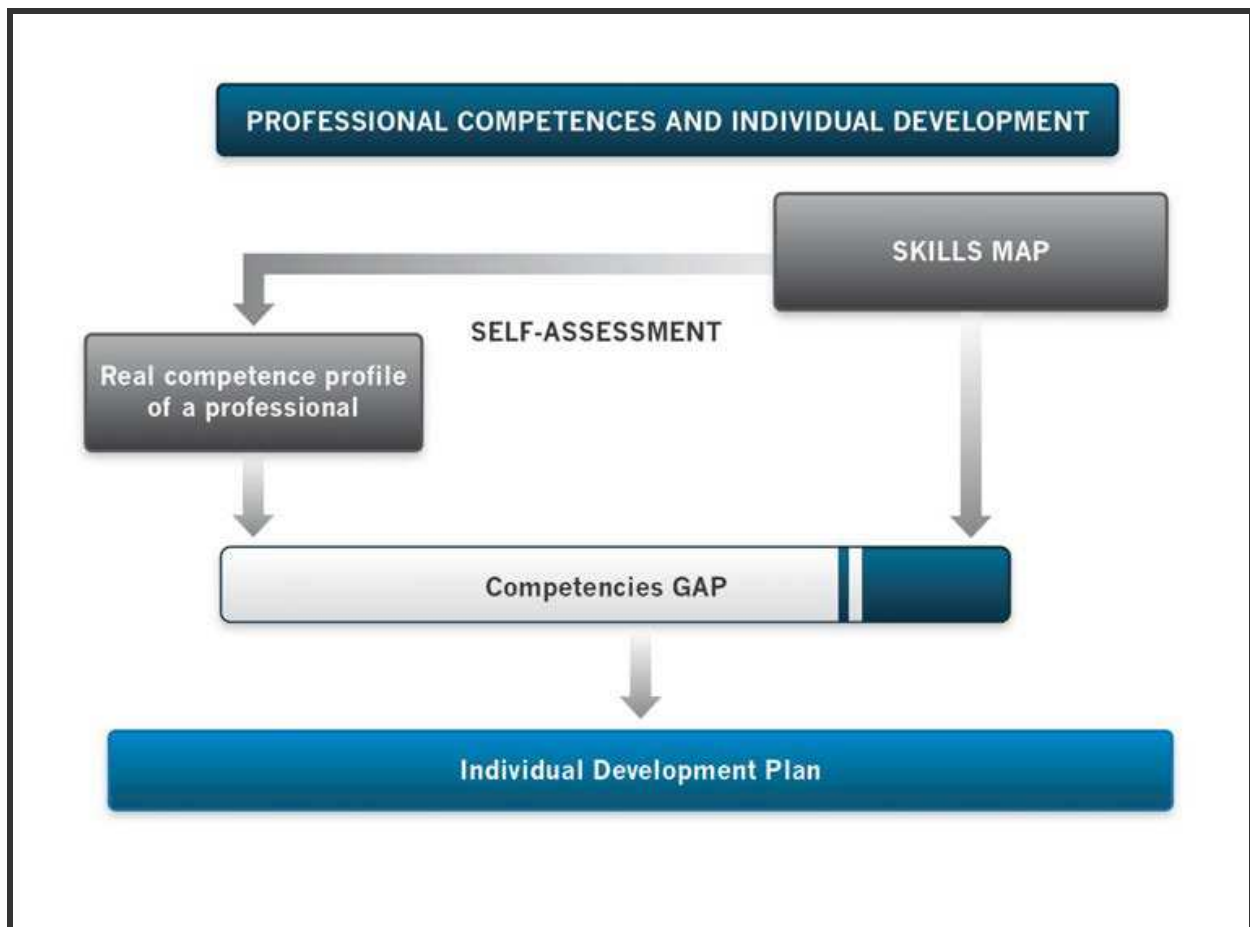 PROFESSIONAL COMPETENCES AND INDIVIDUAL DEVELOPMENT
SKILLS MAP
SELF-ASSESSMENT
Real competence profile
of a professional
Competencies GAP
Individual Development Plan